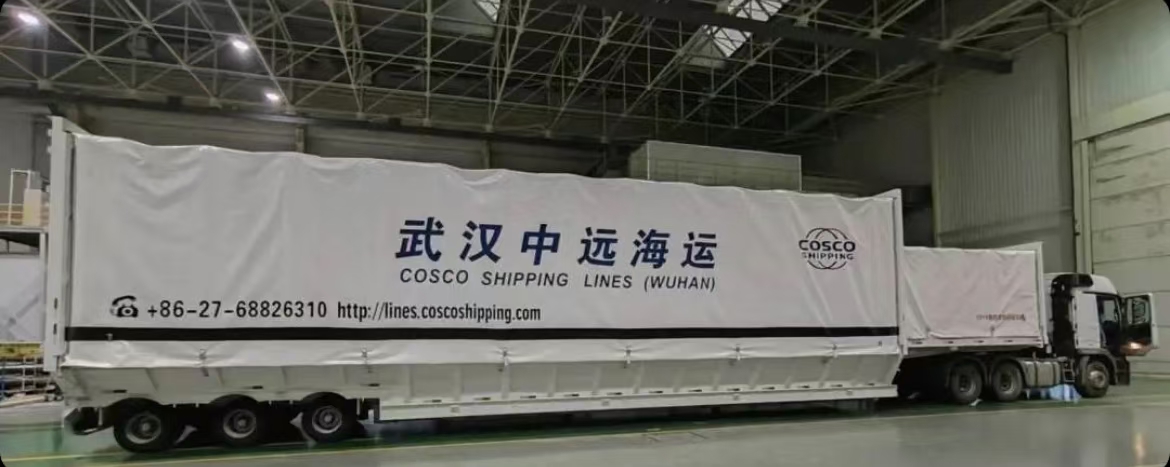 武汉中远海运
COSCO SHIPPING LINES (WUHAN)
COSCO
SHIPPING
+86-27-68826310 http://lines.coscoshipping.com